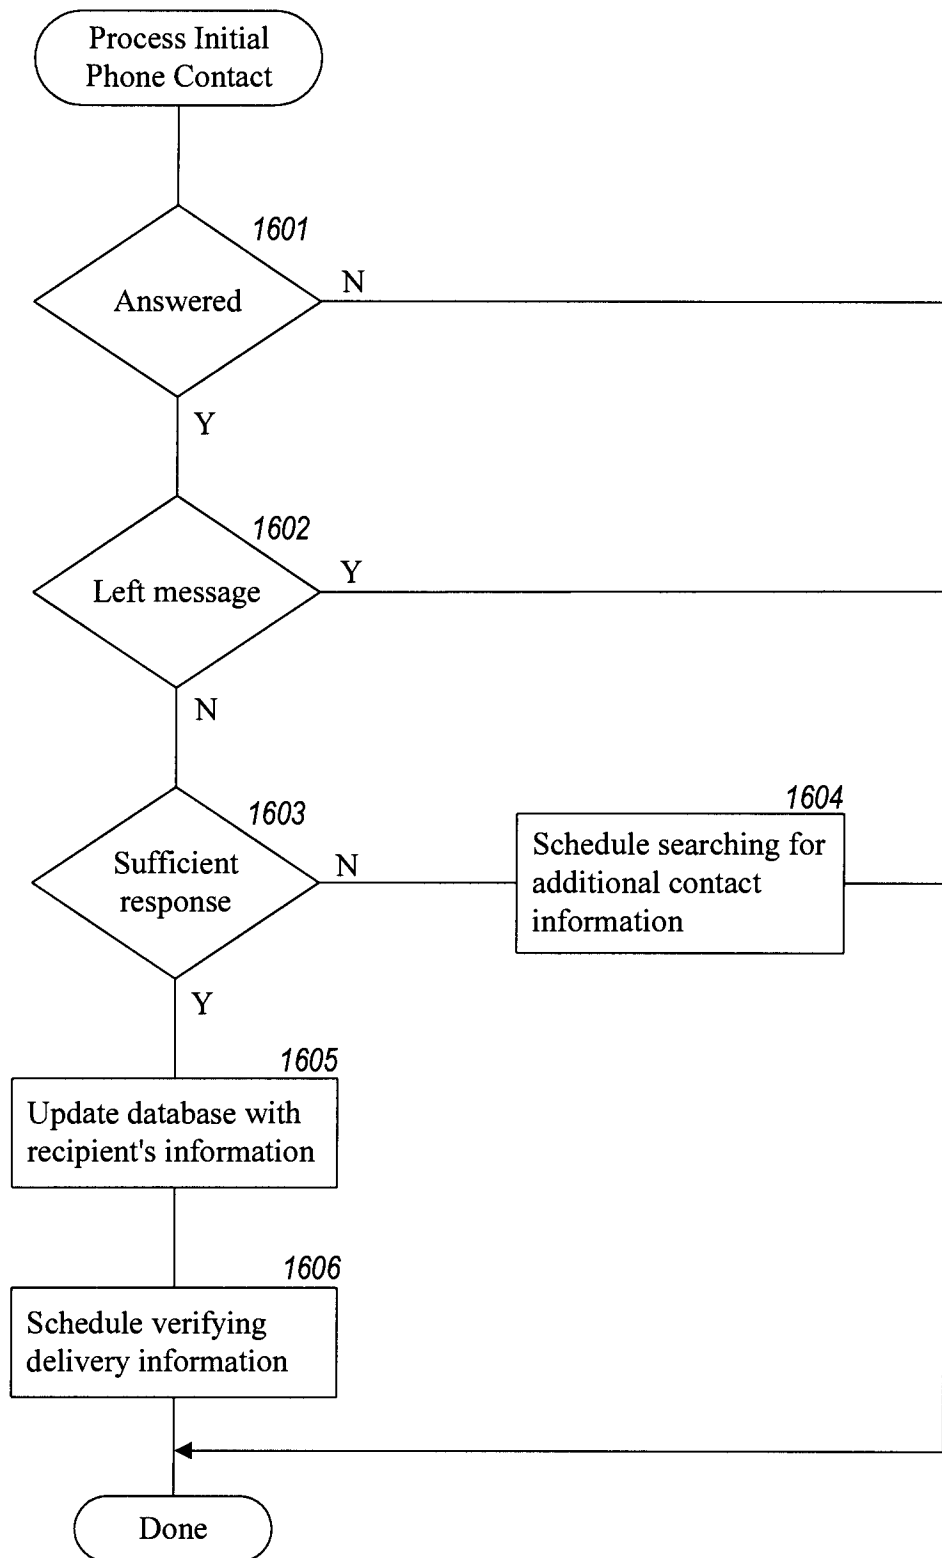 Process Initial
Phone Contact
1601
Answered
N
Y
1602
Left message
Y
N
1603
Sufficient
response
N
1604
Schedule searching for
additional contact
information
Y
1605
Update database with
recipient's information
1606
Schedule verifying
delivery information
Done